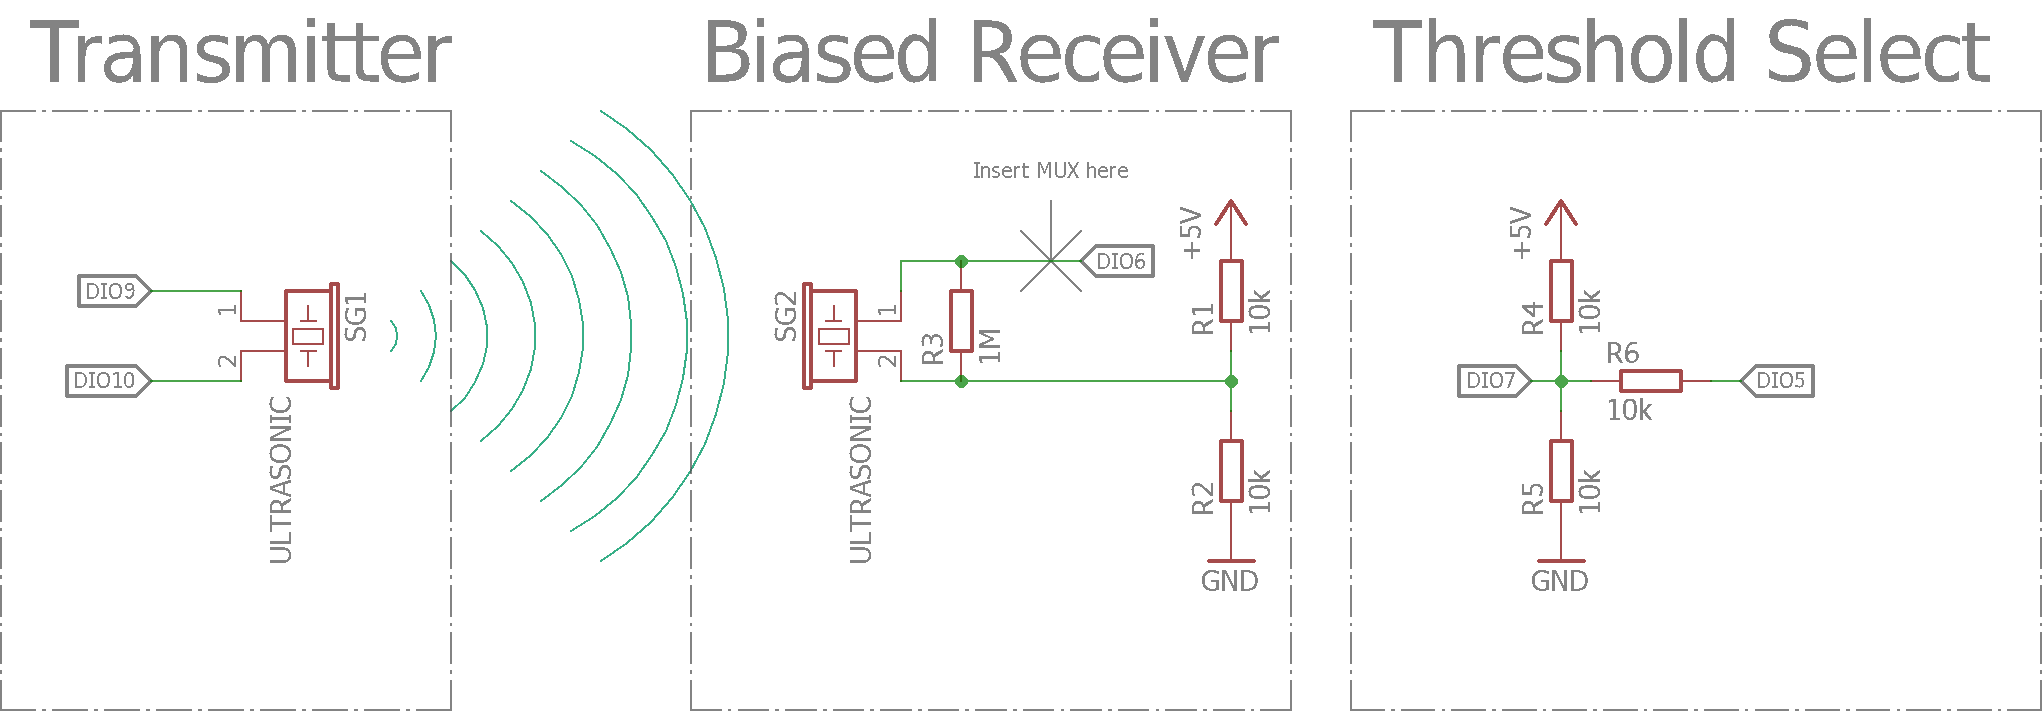 Transmitter
DIO9
DIO10
1
2
SG1
ULTRASONIC
Biased Receiver
Insert MUX here
SG2
ULTRASONIC
1
2
R3
1M
DIO6
+5V
R1
10k
R2
10k
GND
Threshold Select
+5V
R4
10k
DIO7
R6
10k
DIO5
R5
10k
GND